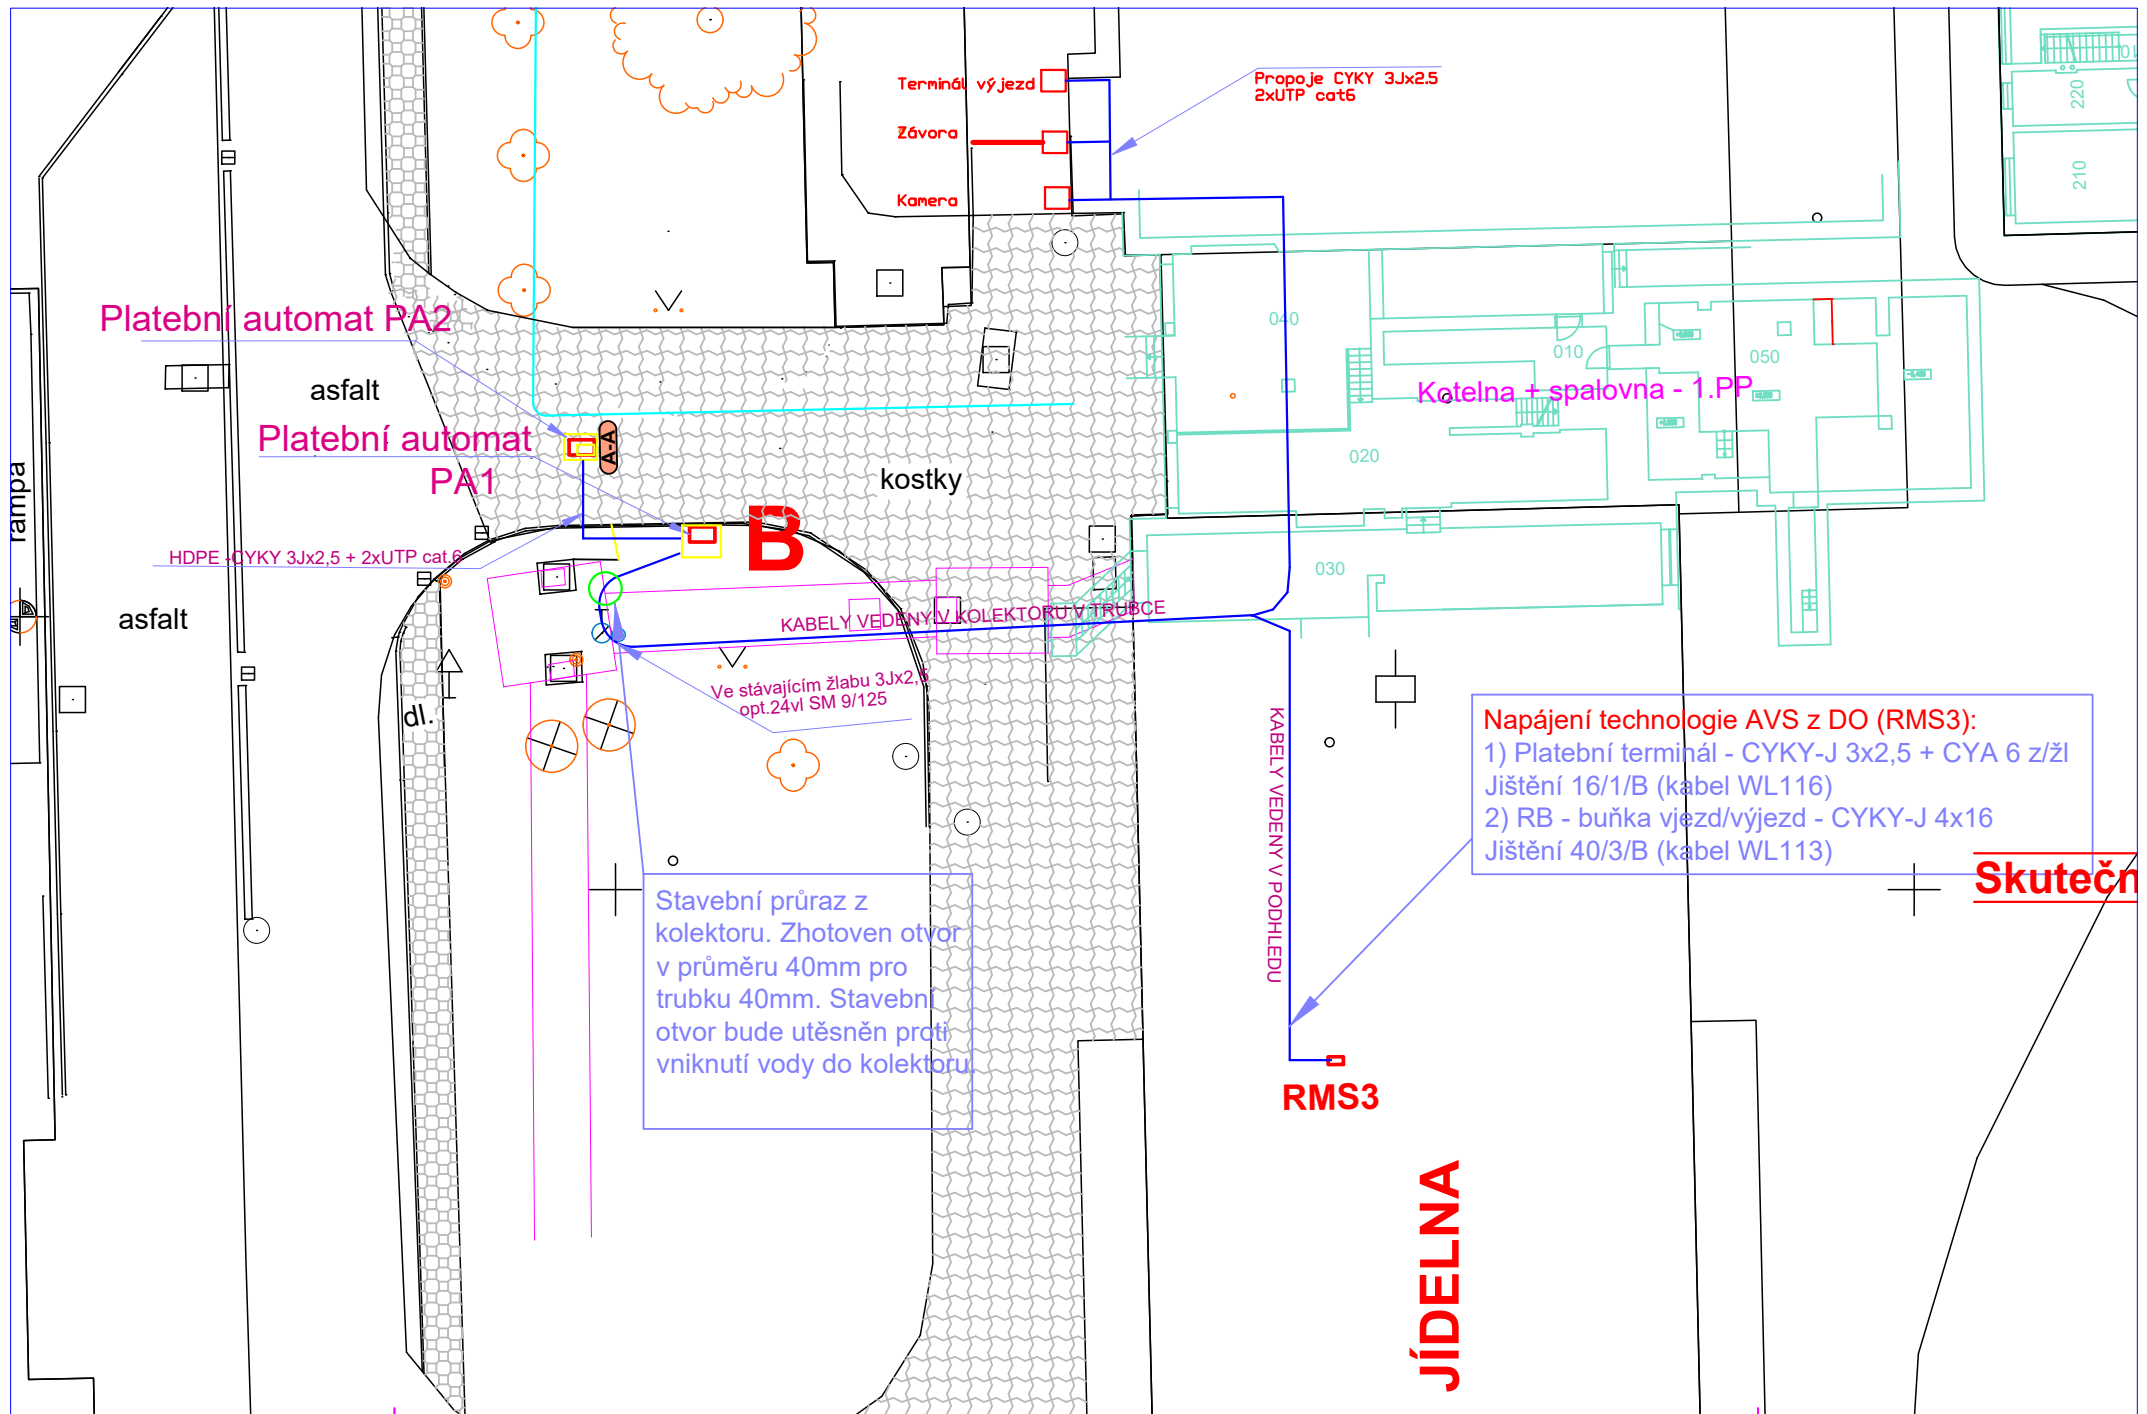 Terminál výjezd
Závora
Kamera
Propoje CYKY 3Jx2.5
2xUTP cat6
220
210
Platební automat PA2
asfalt
Platební automat
PA1
A-A
rampa
HDPE -CYKY 3Jx2,5 + 2xUTP cat.6
asfalt
kostky
B
040
010
050
020
030
Kotelna + spalovna - 1.PP
KABELY VEDENY V KOLEKTORU V TRUBCE
Ve stávajícím žlabu 3Jx2,5
opt.24vl SM 9/125
dl.
KABELY VEDENY V PODHLEDU
Napájení technologie AVS z DO (RMS3):
1) Platební terminál - CYKY-J 3x2,5 + CYA 6 z/žl
Jištění 16/1/B (kabel WL116)
2) RB - buňka vjezd/výjezd - CYKY-J 4x16
Jištění 40/3/B (kabel WL113)
Skutečn
Stavební průraz z
kolektoru. Zhotoven otvor
v průměru 40mm pro
trubku 40mm. Stavební
otvor bude utěsněn proti
vniknutí vody do kolektoru.
RMS3
JÍDELNA